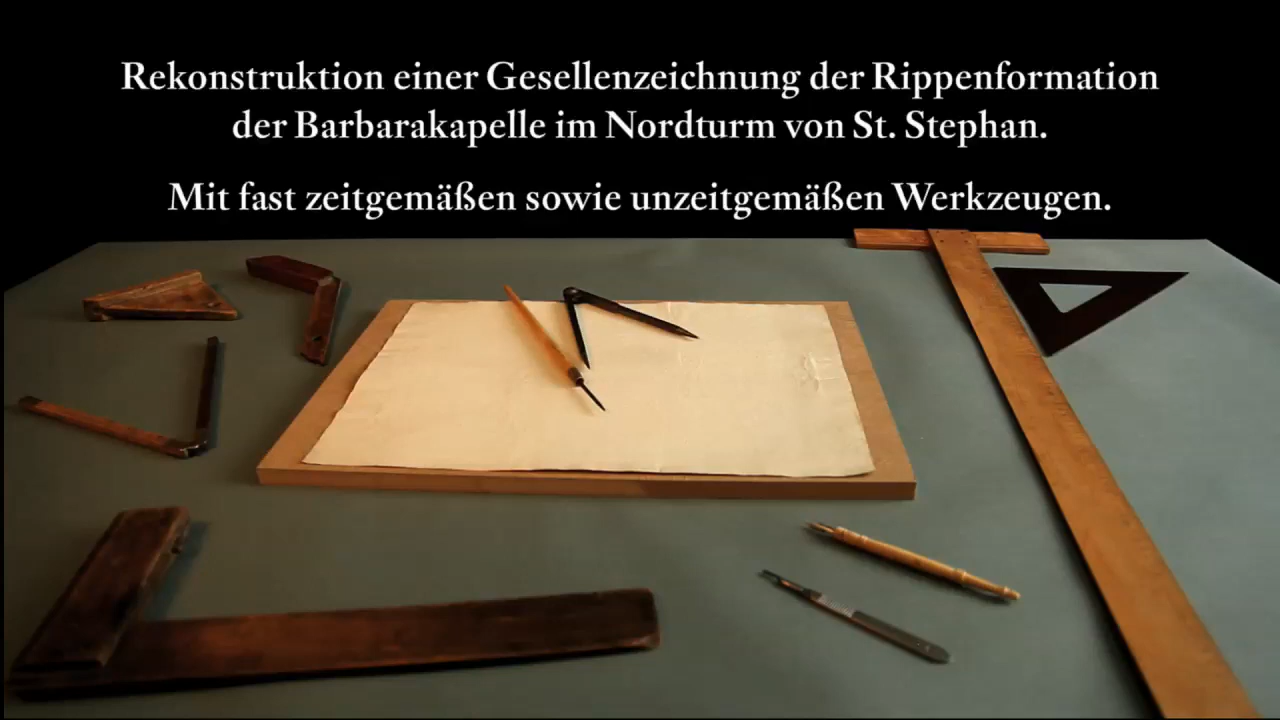 Rekonstruktion einer Gesellenzeichnung der Rippenformation
der Barbarakapelle im Nordturm von St. Stephan.
Mit fast zeitgemäßen sowie unzeitgemäßen Werkzeugen.